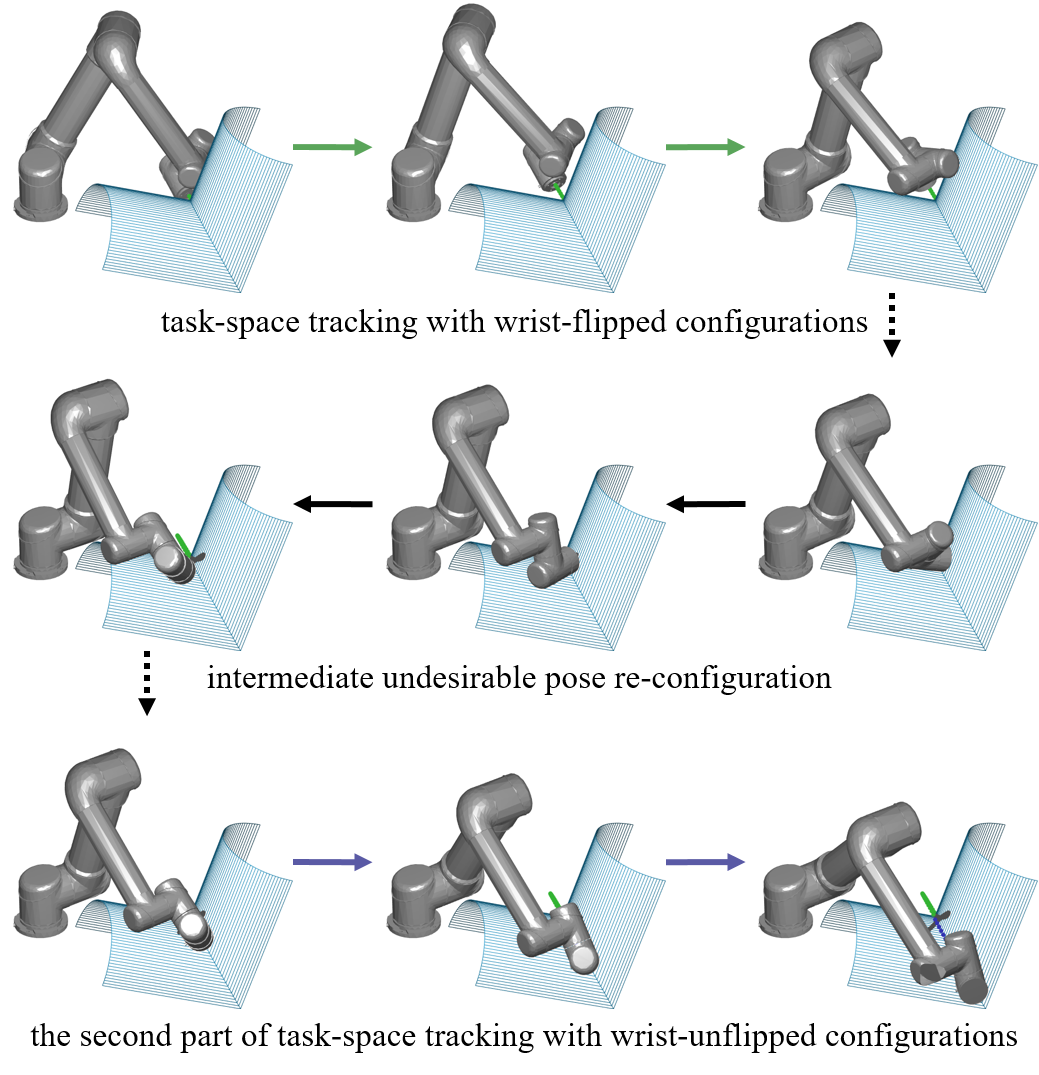 task-space tracking with wrist-flipped configurations
intermediate undesirable pose re-configuration
the second part of task-space tracking with wrist-unflipped configurations